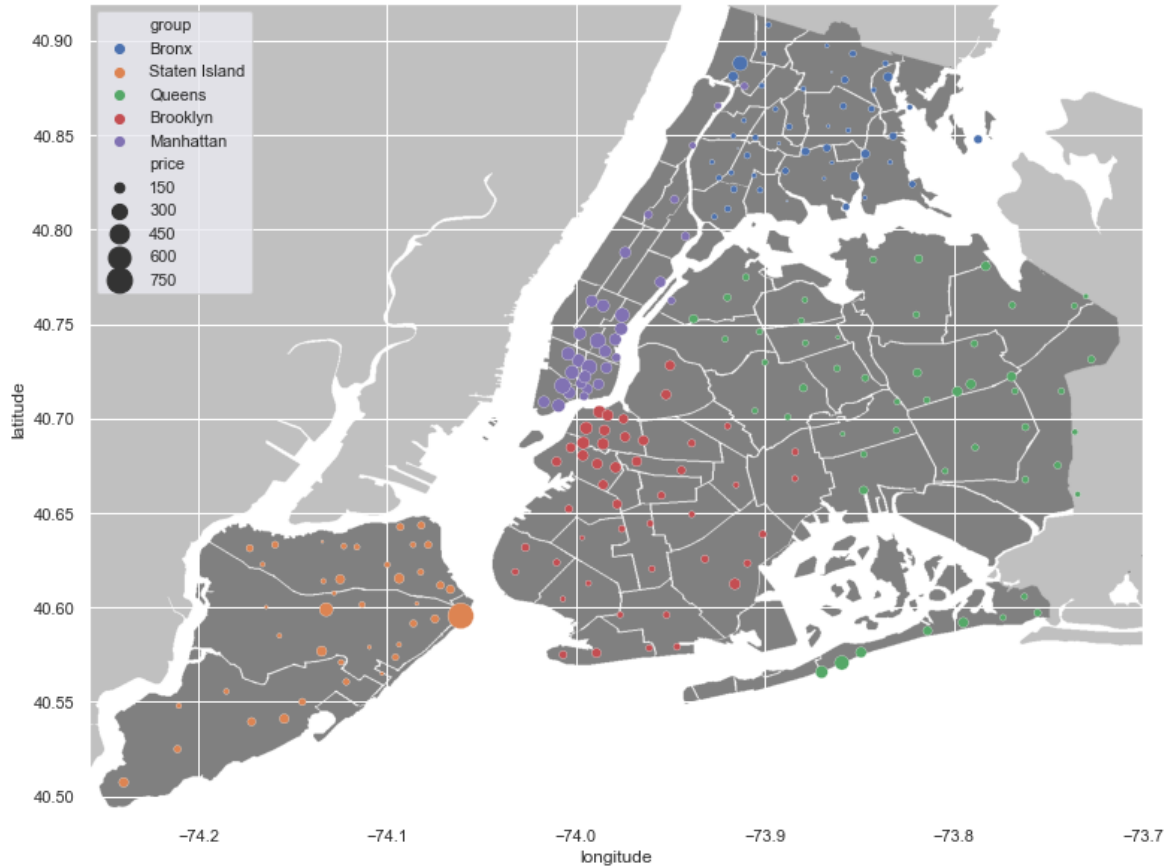 group
Bronx
Staten Island
Queens
Brooklyn
Manhattan
price
150
300
450
600
750
40.90
40.85
40.80
40.75
40.70
40.65
40.60
40.55
40.50
latitude
−74.2 −74.1 −74.0 −73.9 −73.8 −73.7
longitude